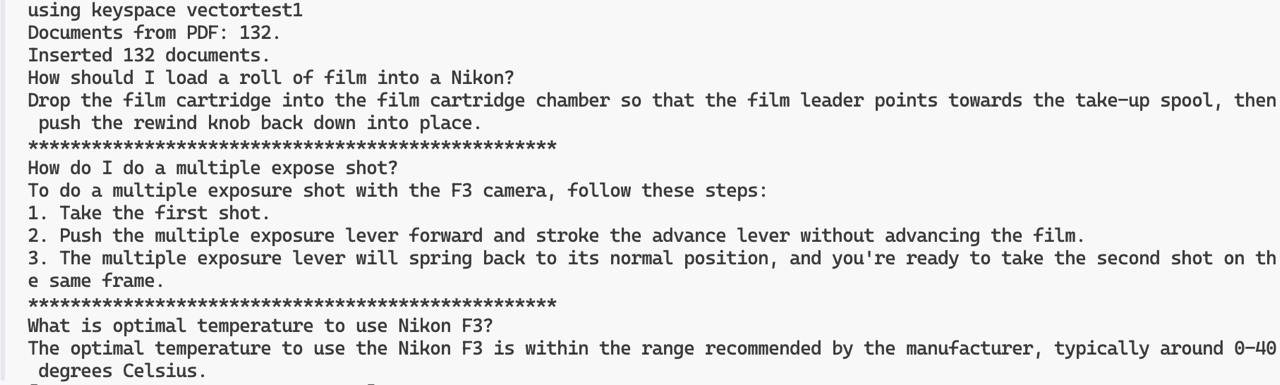 using keyspace vectortest1
Documents from PDF: 132.
Inserted 132 documents.
How should I load a roll of film into a Nikon?
Drop the film cartridge into the film cartridge chamber so that the film leader points towards the take-up spool, then
push the rewind knob back down into place.
**************************************************
How do I do a multiple expose shot?
To do a multiple exposure shot with the F3 camera, follow these steps:
1. Take the first shot.
2. Push the multiple exposure lever forward and stroke the advance lever without advancing the film.
3. The multiple exposure lever will spring back to its normal position, and you're ready to take the second shot on th
e same frame.
**************************************************
What is optimal temperature to use Nikon F3?
The optimal temperature to use the Nikon F3 is within the range recommended by the manufacturer, typically around 0-40
degrees Celsius.